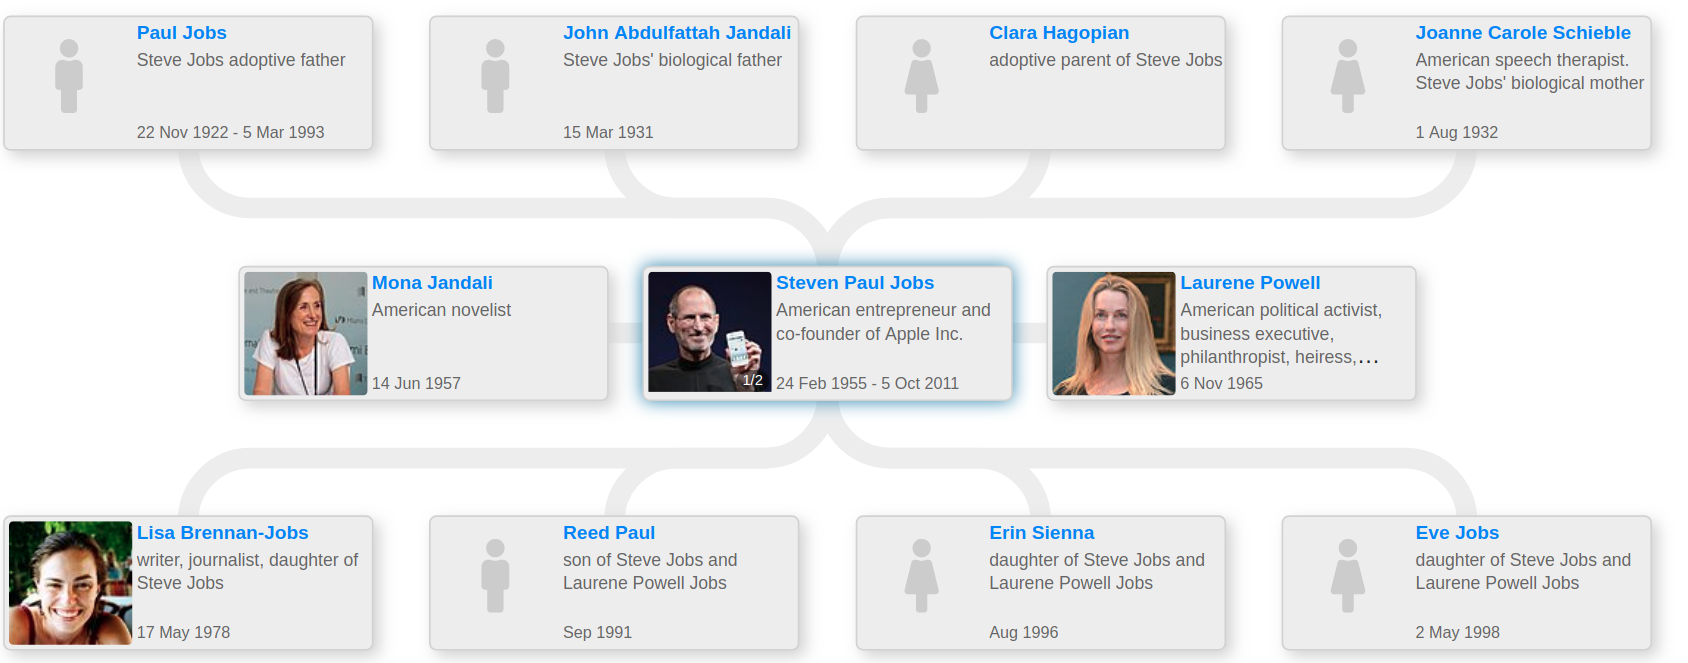 Paul Jobs
Steve Jobs adoptive father
22 Nov 1922 - 5 Mar 1993
John Abdulfattah Jandali
Steve Jobs' biological father
15 Mar 1931
Clara Hagopian
adoptive parent of Steve Jobs
Joanne Carole Schieble
American speech therapist.
Steve Jobs' biological mother
1 Aug 1932
Mona Jandali
American novelist
14 Jun 1957
Steven Paul Jobs
American entrepreneur and
co-founder of Apple Inc.
1/2
24 Feb 1955 - 5 Oct 2011
Laurene Powell
American political activist,
business executive,
philanthropist, heiress,...
6 Nov 1965
Lisa Brennan-Jobs
writer, journalist, daughter of
Steve Jobs
17 May 1978
Reed Paul
son of Steve Jobs and
Laurene Powell Jobs
Sep 1991
Erin Sienna
daughter of Steve Jobs and
Laurene Powell Jobs
Aug 1996
Eve Jobs
daughter of Steve Jobs and
Laurene Powell Jobs
2 May 1998